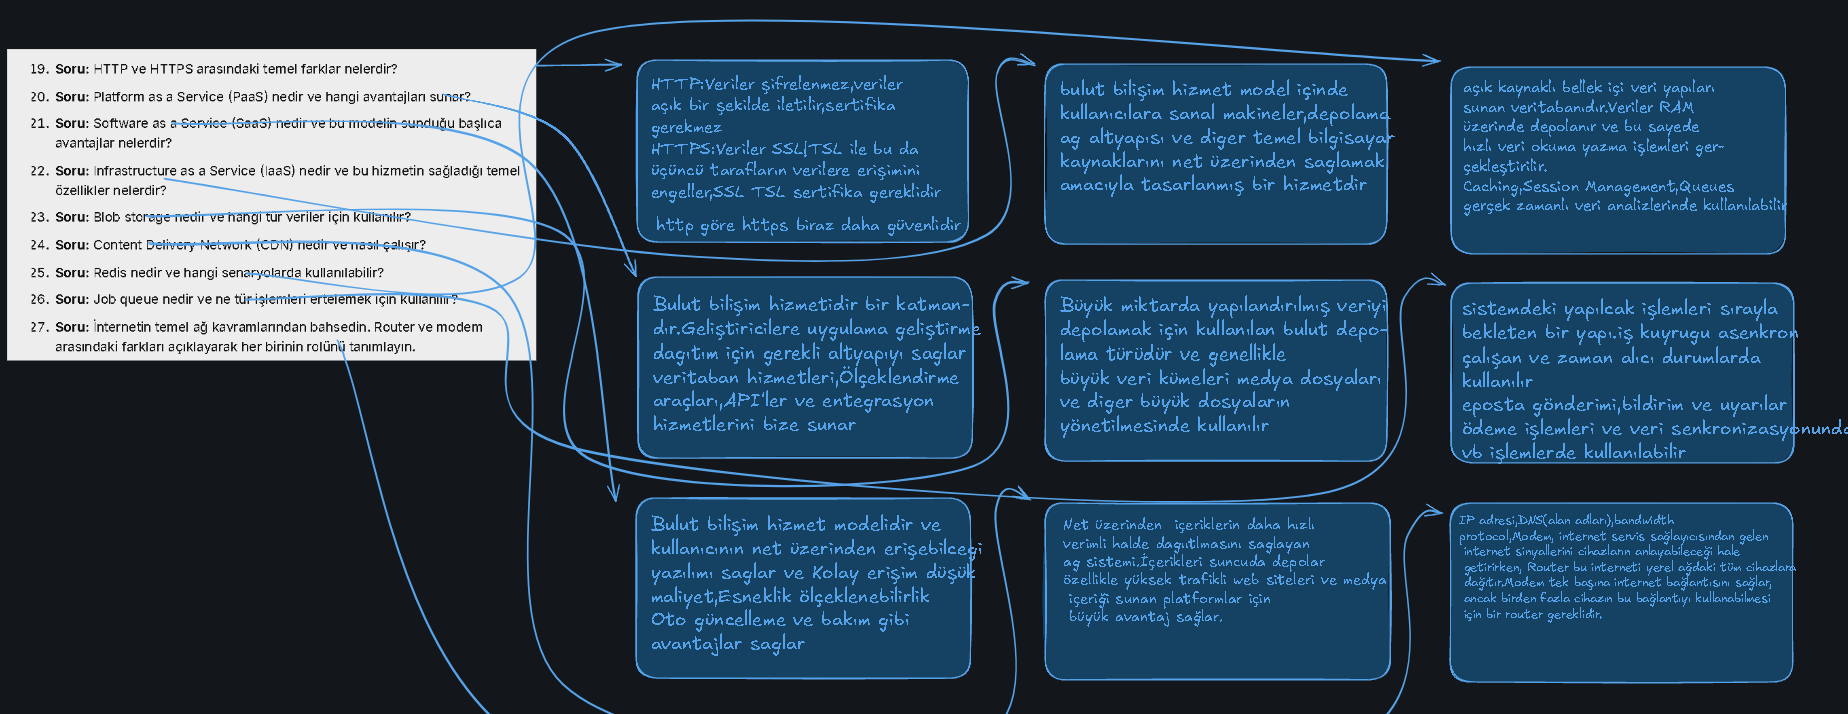 19. Soru: HTTP ve HTTPS arasındaki temel farklar nelerdir?
20. Soru: Platform as a Service (PaaS) nedir ve hangi avantajları sunar?
21. Soru: Software as a Service (SaaS) nedir ve bu modelin sunduğu başlıca
avantajlar nelerdir?
22. Soru: Infrastructure as a Service (IaaS) nedir ve bu hizmetin sağladığı temel
özellikler nelerdir?
23. Soru: Blob storage nedir ve hangi tür veriler için kullanılır?
24. Soru: Content Delivery Network (CDN) nedir ve nasıl çalışır?
25. Soru: Redis nedir ve hangi senaryolarda kullanılabilir?
26. Soru: Job queue nedir ve ne tür işlemleri ertelemek için kullanılır?
27. Soru: İnternetin temel ağ kavramlarından bahsedin. Router ve modem
arasındaki farkları açıklayarak her birinin rolünü tanımlayın.
HTTP:Veriler şifrelenmez,veriler
açık bir şekilde iletilir,sertifika
gerekmez
HTTPS:Veriler SSL/TSL ile bu da
üçüncü tarafların verilere erişimini
engeller,SSL TSL sertifika gereklidir
http göre https biraz daha güvenlidir
bulut bilişim hizmet model içinde
kullanıcılara sanal makineler,depolama
ag altyapısı ve diger temel bilgisayar
kaynaklarını net üzerinden saglamak
amacıyla tasarlanmış bir hizmetdir
açık kaynaklı bellek içi veri yapıları
sunan veritabanıdır.Veriler RAM
üzerinde depolanır ve bu sayede
hızlı veri okuma yazma işlemleri ger-
çekleştirilir.
Caching,Session Management,Queues
gerçek zamanlı veri analizlerinde kullanılabilir
Bulut bilişim hizmetidir bir katman-
dır.Geliştiricilere uygulama geliştirme
dagıtım için gerekli altyapıyı saglar
veritaban hizmetleri,Ölçeklendirme
araçları,API'ler ve entegrasyon
hizmetlerini bize sunar
Büyük miktarda yapılandırılmış veriyi
depolamak için kullanılan bulut depo-
lama türüdür ve genellikle
büyük veri kümeleri medya dosyaları
ve diger büyük dosyaların
yönetilmesinde kullanılır
sistemdeki yapılcak işlemleri sırayla
bekleten bir yapı.iş kuyrugu asenkron
çalışan ve zaman alıcı durumlarda
kullanılır
eposta gönderimi,bildirim ve uyarılar
ödeme işlemleri ve veri senkronizasyonunda
vb işlemlerde kullanılabilir
Bulut bilişim hizmet modelidir ve
kullanıcının net üzerinden erişebilcegi
yazılımı saglar ve Kolay erişim düşük
maliyet,Esneklik ölçeklenebilirlik
Oto güncelleme ve bakım gibi
avantajlar saglar
Net üzerinden içeriklerin daha hızlı
verimli halde dagıtılmasını saglayan
ag sistemi.İçerikleri suncuda depolar
özellikle yüksek trafikli web siteleri ve medya
içeriği sunan platformlar için
büyük avantaj sağlar.
IP adresi,DNS(alan adları),bandwidth
protocol,Modem, internet servis sağlayıcısından gelen
internet sinyallerini cihazların anlayabileceği hale
getirirken, Router bu interneti yerel ağdaki tüm cihazlara
dağıtır.Modem tek başına internet bağlantısını sağlar,
ancak birden fazla cihazın bu bağlantıyı kullanabilmesi
için bir router gereklidir.